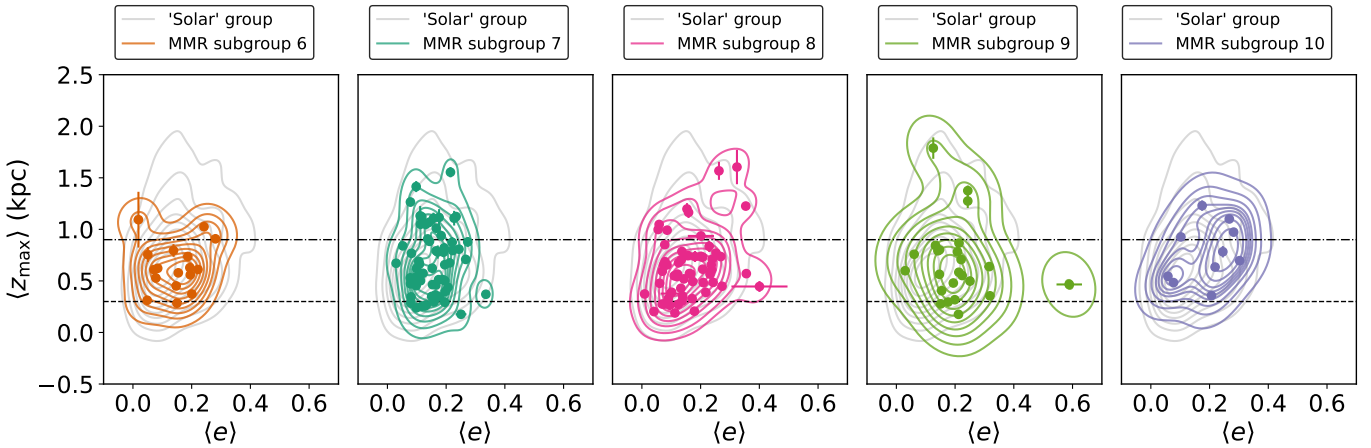 'Solar' group
MMR subgroup 6
'Solar' group
MMR subgroup 7
'Solar' group
MMR subgroup 8
'Solar' group
MMR subgroup 9
'Solar' group
MMR subgroup 10
⟨z_max⟩ (kpc)
2.5
2.0
1.5
1.0
0.5
0.0
−0.5
0.0 0.2 0.4 0.6
0.0 0.2 0.4 0.6
0.0 0.2 0.4 0.6
0.0 0.2 0.4 0.6
0.0 0.2 0.4 0.6
⟨e⟩
⟨e⟩
⟨e⟩
⟨e⟩
⟨e⟩